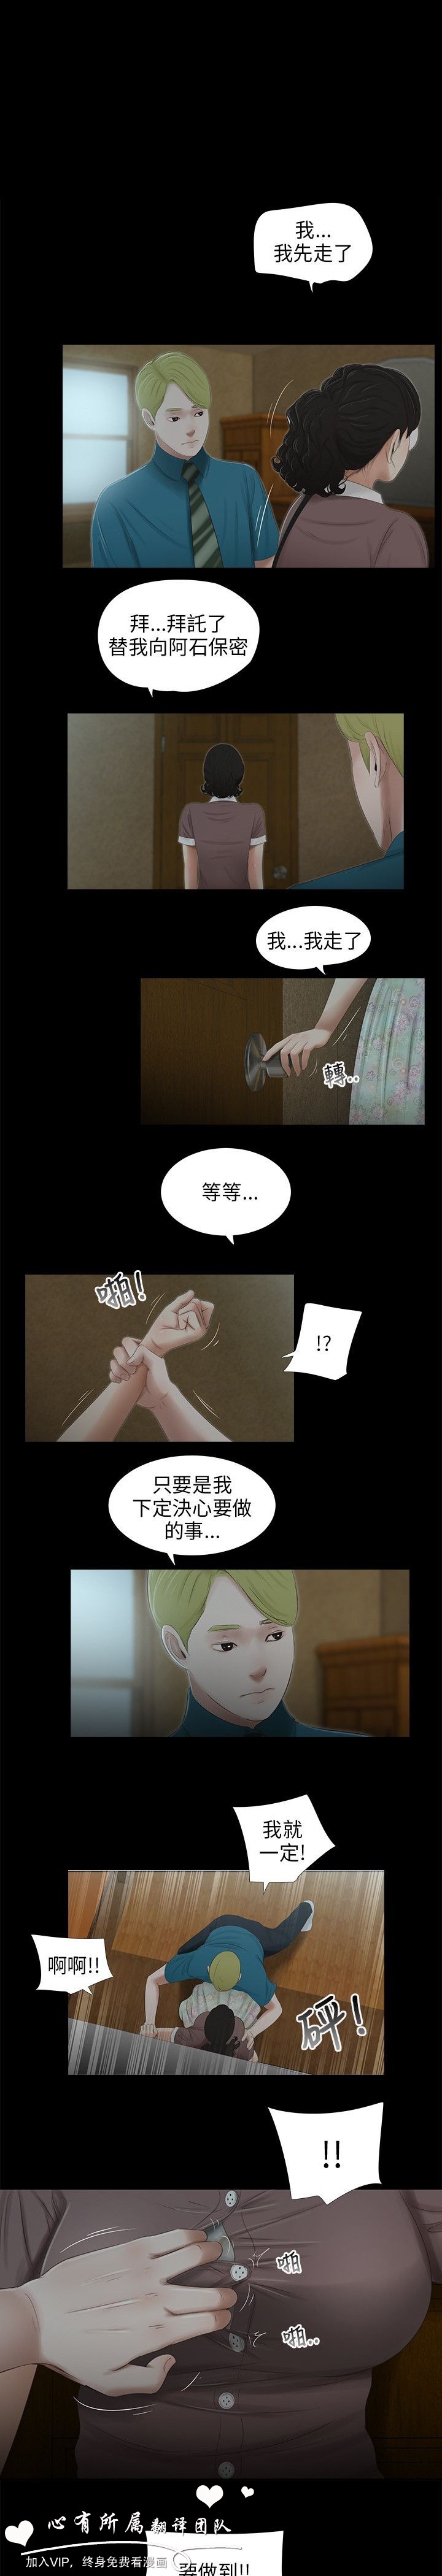 我...
我先走了
拜...拜託了
替我向阿石保密
我...我走了
轉..
等等...
啪!
!?
只要是我
下定決心要做
的事...
我就
一定!
啊啊!!
砰!
!!
啪
啪..
心有所属翻译团队
加入VIP，终身免费看漫画
要做到!!